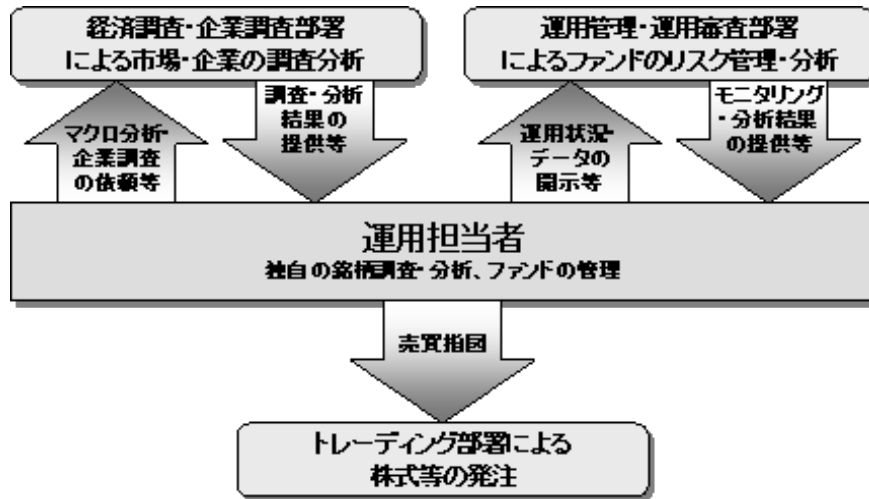 経済調査・企業調査部署
による市場・企業の調査分析
運用管理・運用審査部署
によるファンドのリスク管理・分析
マクロ分析・
企業調査
の依頼等
調査・分析
結果の
提供等
運用状況・
データの
開示等
モニタリング
・分析結果
の提供等
運用担当者
独自の銘柄調査・分析、ファンドの管理
売買指図
トレーディング部署による
株式等の発注